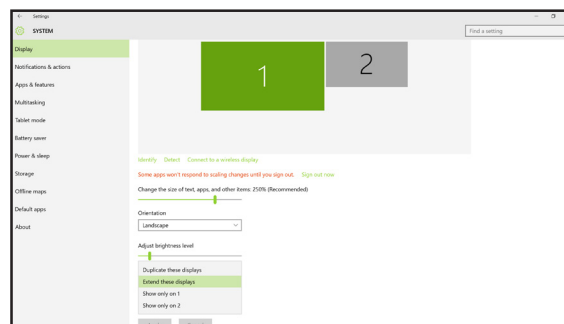 Settings
SYSTEM
Find a setting
Display
Notifications & actions
Apps & features
Multitasking
Tablet mode
Battery saver
Power & sleep
Storage
Offline maps
Default apps
About
1
2
Identify Detect Connect to a wireless display
Some apps won't respond to scaling changes until you sign out. Sign out now
Change the size of text, apps, and other items: 250% (Recommended)
Orientation
Landscape
Adjust brightness level
Duplicate these displays
Extend these displays
Show only on 1
Show only on 2